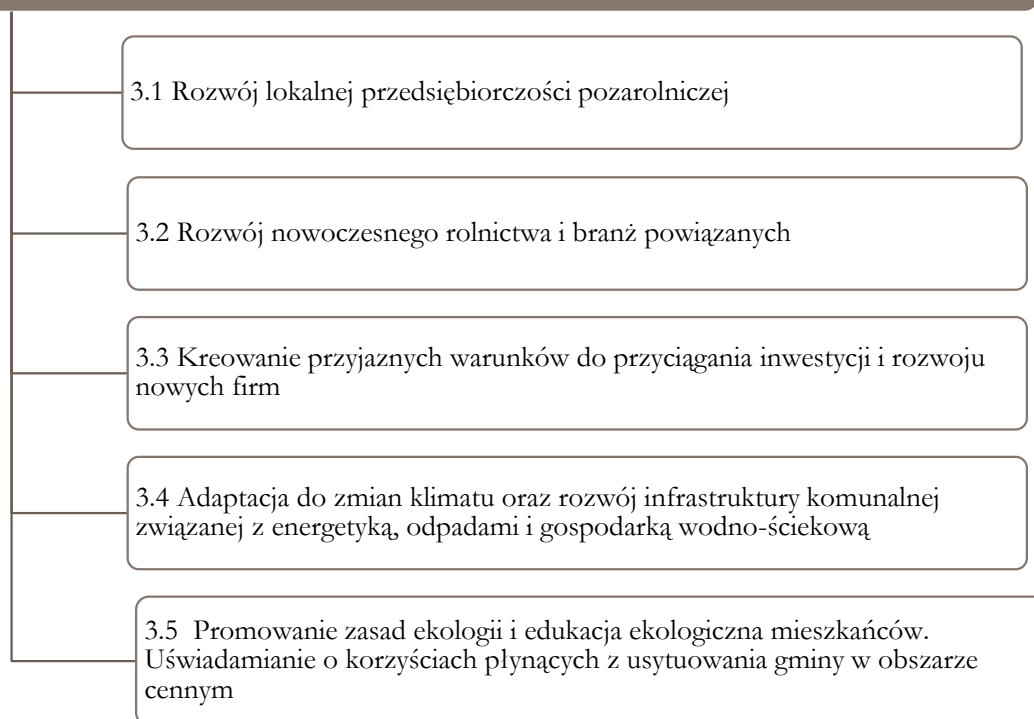 3.1 Rozwój lokalnej przedsiębiorczości pozarolniczej
3.2 Rozwój nowoczesnego rolnictwa i branż powiązanych
3.3 Kreowanie przyjaznych warunków do przyciągania inwestycji i rozwoju
nowych firm
3.4 Adaptacja do zmian klimatu oraz rozwój infrastruktury komunalnej
związanej z energetyką, odpadami i gospodarką wodno-ściekową
3.5 Promowanie zasad ekologii i edukacja ekologiczna mieszkańców.
Uświadamianie o korzyściach płynących z usytuowania gminy w obszarze
cennym